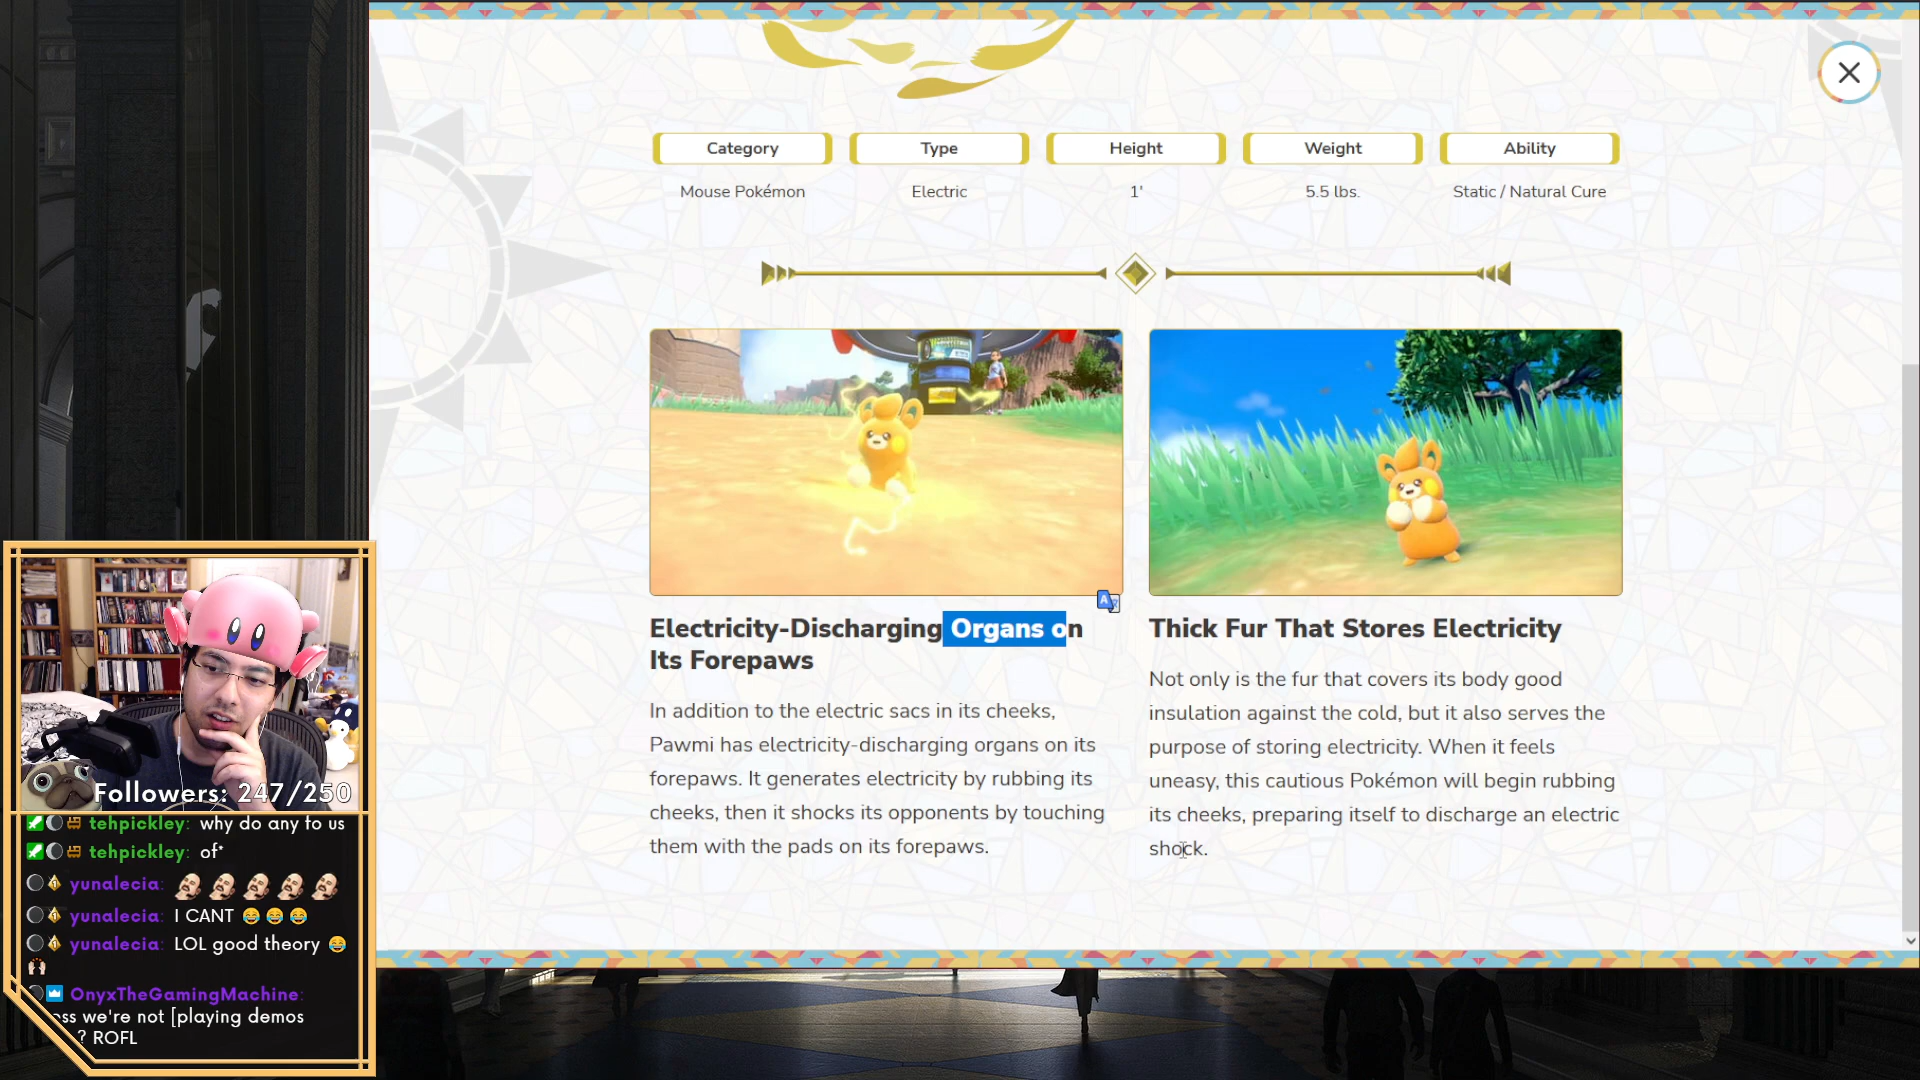 Category
Type
Height
Weight
Ability
Mouse Pokémon
Electric
1'
5.5 lbs.
Static / Natural Cure
Electricity-Discharging Organs on
Its Forepaws
In addition to the electric sacs in its cheeks,
Pawmi has electricity-discharging organs on its
forepaws. It generates electricity by rubbing its
cheeks, then it shocks its opponents by touching
them with the pads on its forepaws.
Thick Fur That Stores Electricity
Not only is the fur that covers its body good
insulation against the cold, but it also serves the
purpose of storing electricity. When it feels
uneasy, this cautious Pokémon will begin rubbing
its cheeks, preparing itself to discharge an electric
shock.
Followers: 247/250
tehpickley: why do any fo us
tehpickley: of*
yunalecia:
yunalecia: I CANT 😂 😂 😂
yunalecia: LOL good theory 😂
🙌
OnyxTheGamingMachine:
we're not [playing demos
? ROFL